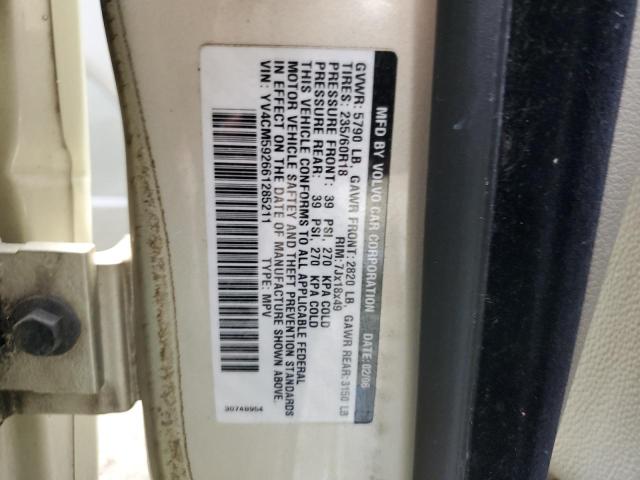 MFD BY VOLVO CAR CORPORATION DATE: 02/06
GVWR: 5790 LB, GAWR FRONT: 2820 LB GAWR REAR: 3150 LB
TIRES: 235/60R18 RIM: 7Jx18x49
PRESSURE FRONT: 39 PSI, 270 KPA COLD
PRESSURE REAR: 39 PSI, 270 KPA COLD
THIS VEHICLE CONFORMS TO ALL APPLICABLE FEDERAL
MOTOR VEHICLE SAFTEY AND THEFT PREVENTION STANDARDS
IN EFFECT ON THE DATE OF MANUFACTURE SHOWN ABOVE.
VIN: YV4CM592661285211 TYPE: MPV
30748954